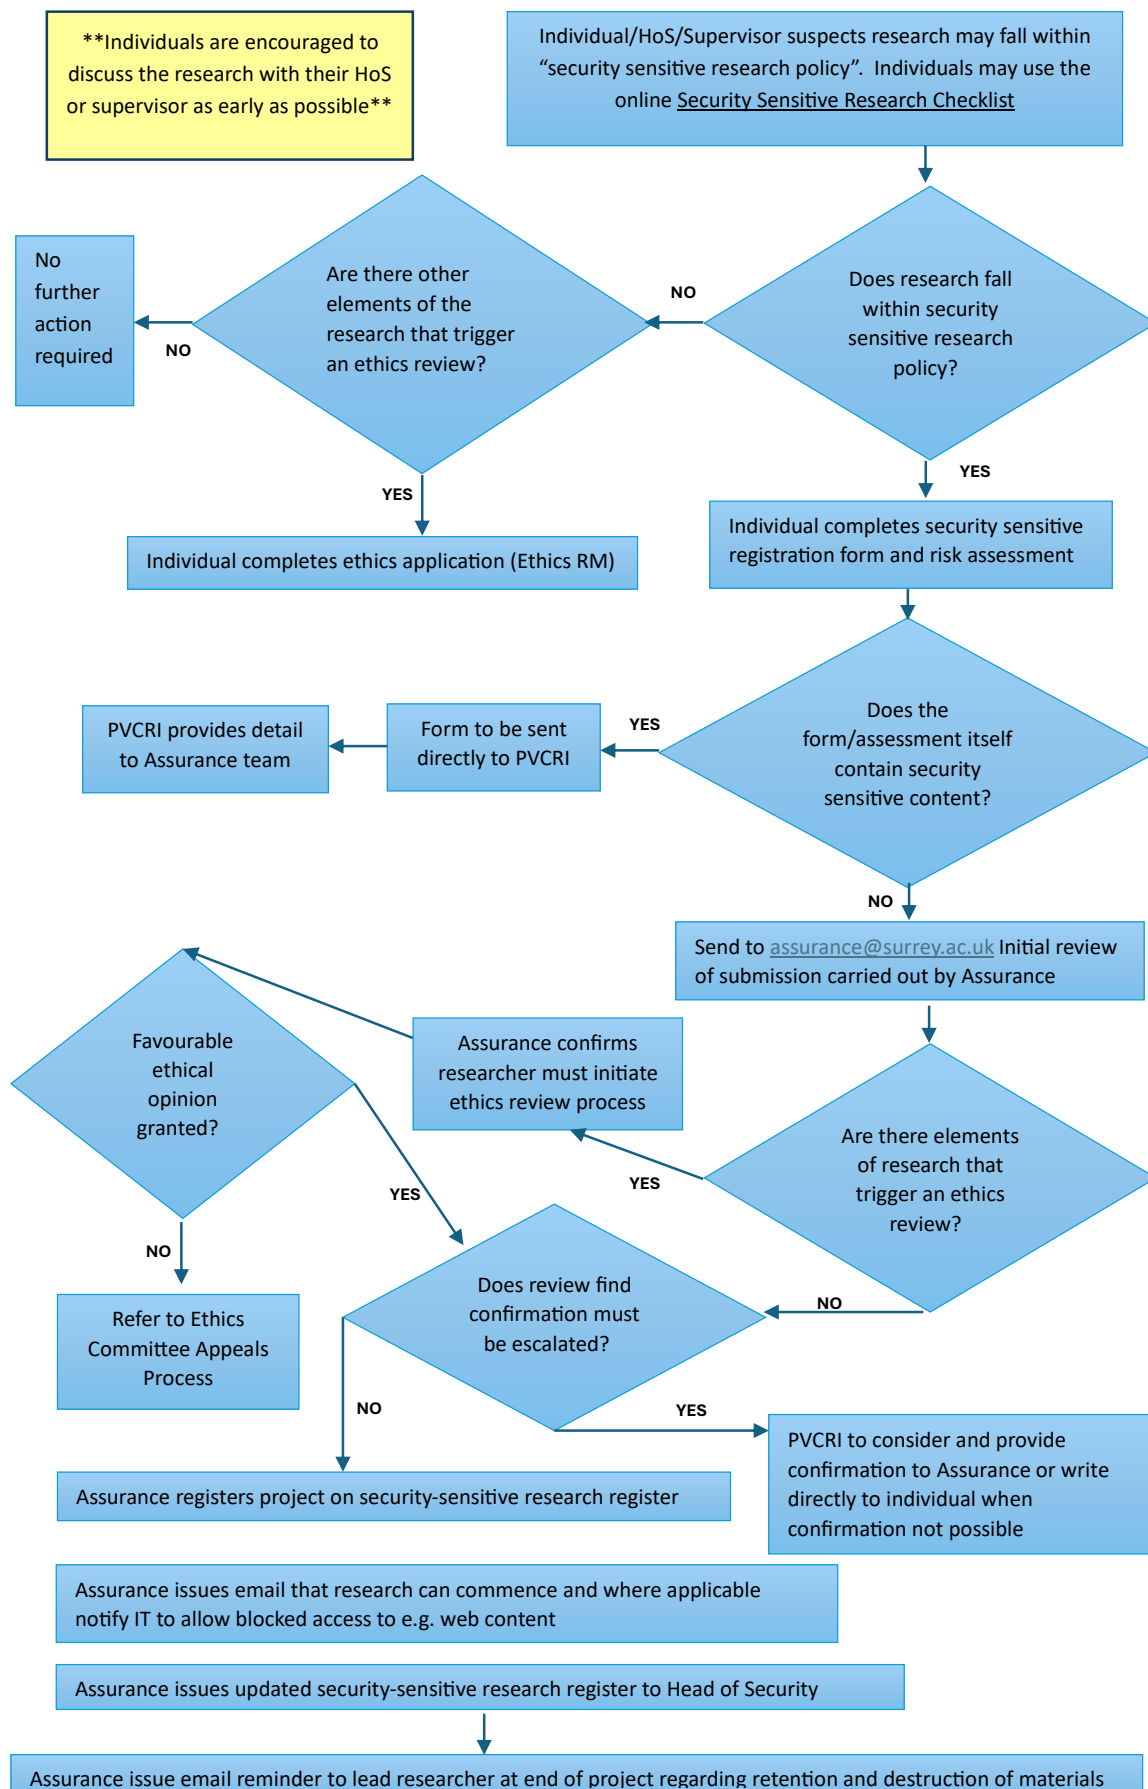 **Individuals are encouraged to
discuss the research with their HoS
or supervisor as early as possible**
Individual/HoS/Supervisor suspects research may fall within
“security sensitive research policy”.  Individuals may use the
online Security Sensitive Research Checklist
Does research fall
within security
sensitive research
policy?
NO
Are there other
elements of the
research that trigger
an ethics review?
NO
No
further
action
required
YES
Individual completes ethics application (Ethics RM)
YES
Individual completes security sensitive
registration form and risk assessment
Does the
form/assessment itself
contain security
sensitive content?
YES
Form to be sent
directly to PVCRI
PVCRI provides detail
to Assurance team
NO
Send to assurance@surrey.ac.uk Initial review
of submission carried out by Assurance
Are there elements
of research that
trigger an ethics
review?
YES
Assurance confirms
researcher must initiate
ethics review process
Favourable
ethical
opinion
granted?
YES
NO
Refer to Ethics
Committee Appeals
Process
NO
Does review find
confirmation must
be escalated?
NO
YES
PVCRI to consider and provide
confirmation to Assurance or write
directly to individual when
confirmation not possible
Assurance registers project on security-sensitive research register
Assurance issues email that research can commence and where applicable
notify IT to allow blocked access to e.g. web content
Assurance issues updated security-sensitive research register to Head of Security
Assurance issue email reminder to lead researcher at end of project regarding retention and destruction of materials